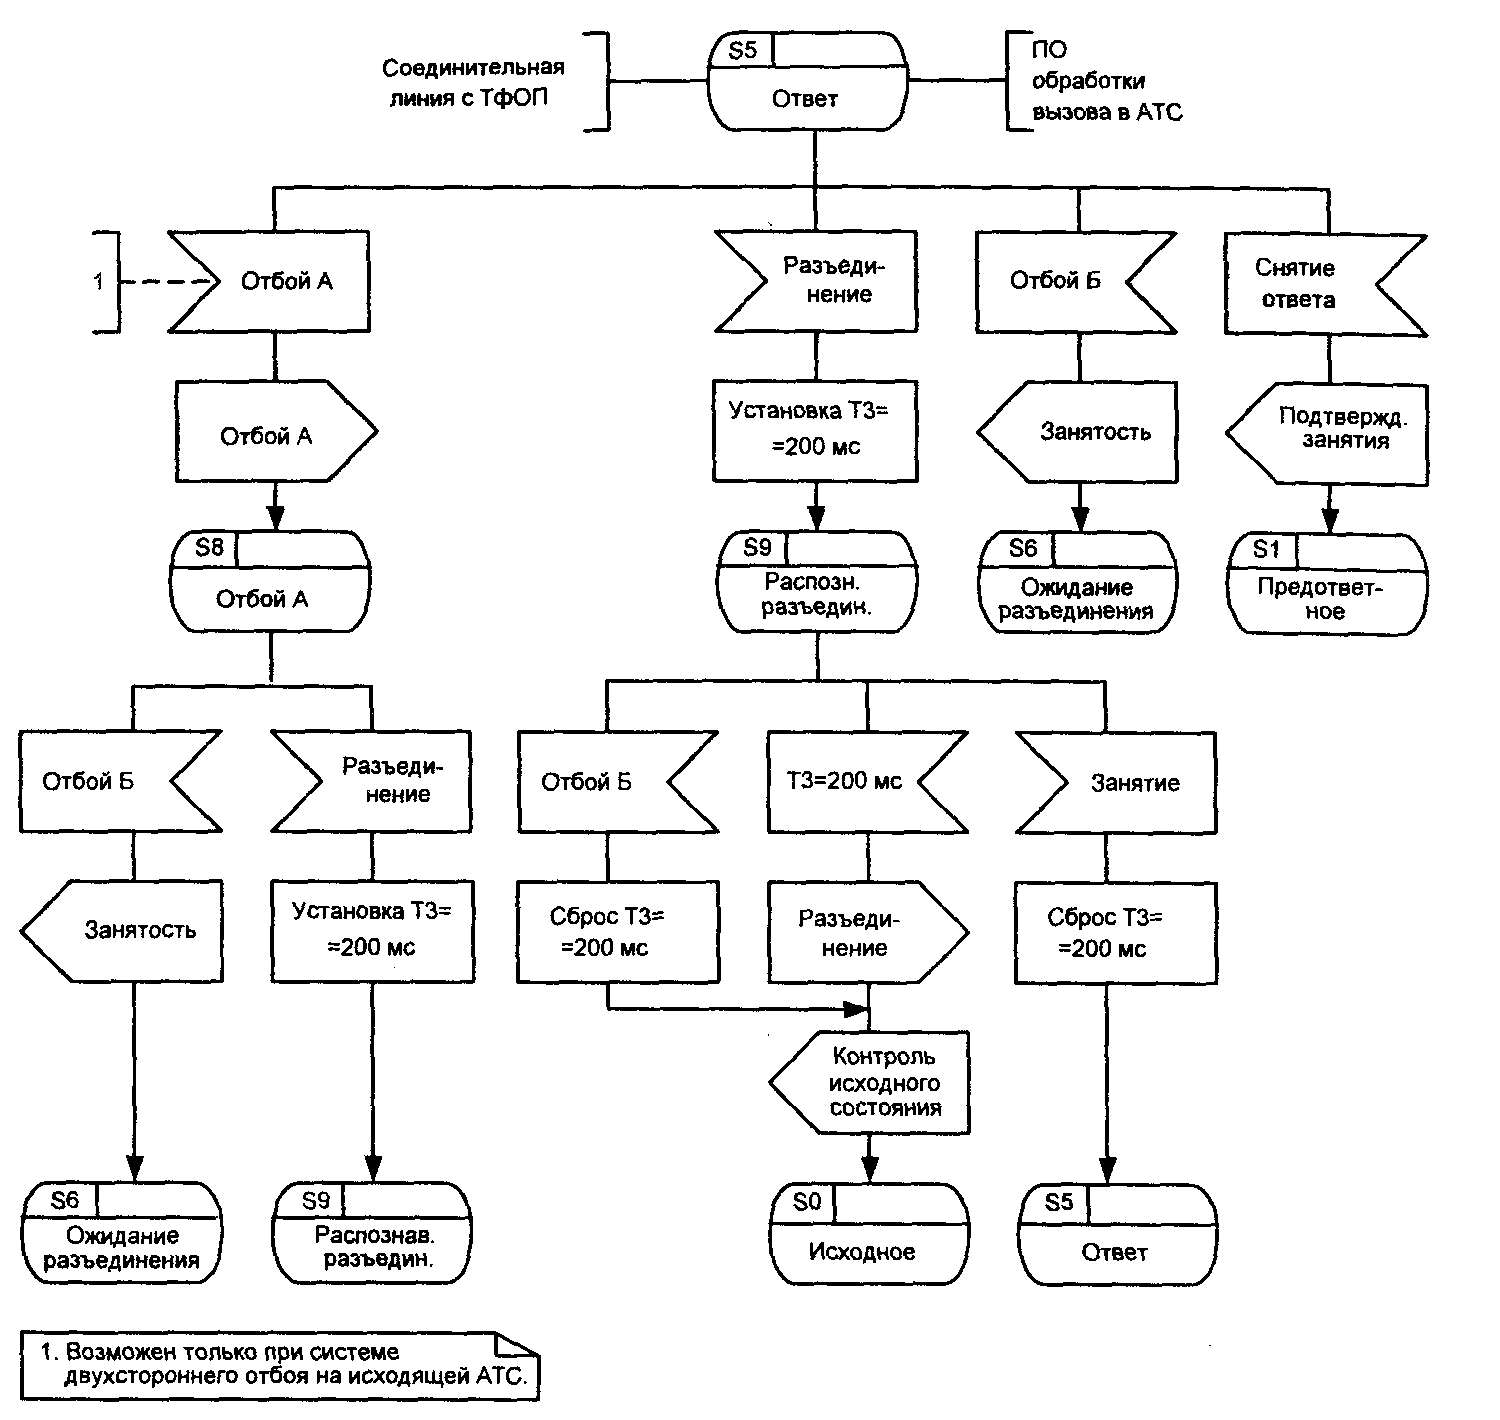 Соединительная
линия с ТфОП
S5
Ответ
ПО
обработки
вызова в АТС
1
Отбой А
Разъеди-
нение
Отбой Б
Снятие
ответа
Отбой А
Установка Т3=
=200 мс
Занятость
Подтвержд.
занятия
S8
Отбой А
S9
Распозн.
разъедин.
S6
Ожидание
разъединения
S1
Предответ-
ное
Отбой Б
Разъеди-
нение
Отбой Б
Т3=200 мс
Занятие
Занятость
Установка Т3=
=200 мс
Сброс Т3=
=200 мс
Разъеди-
нение
Сброс Т3=
=200 мс
Контроль
исходного
состояния
S6
Ожидание
разъединения
S9
Распознав.
разъедин.
S0
Исходное
S5
Ответ
1. Возможен только при системе
двухстороннего отбоя на исходящей АТС.